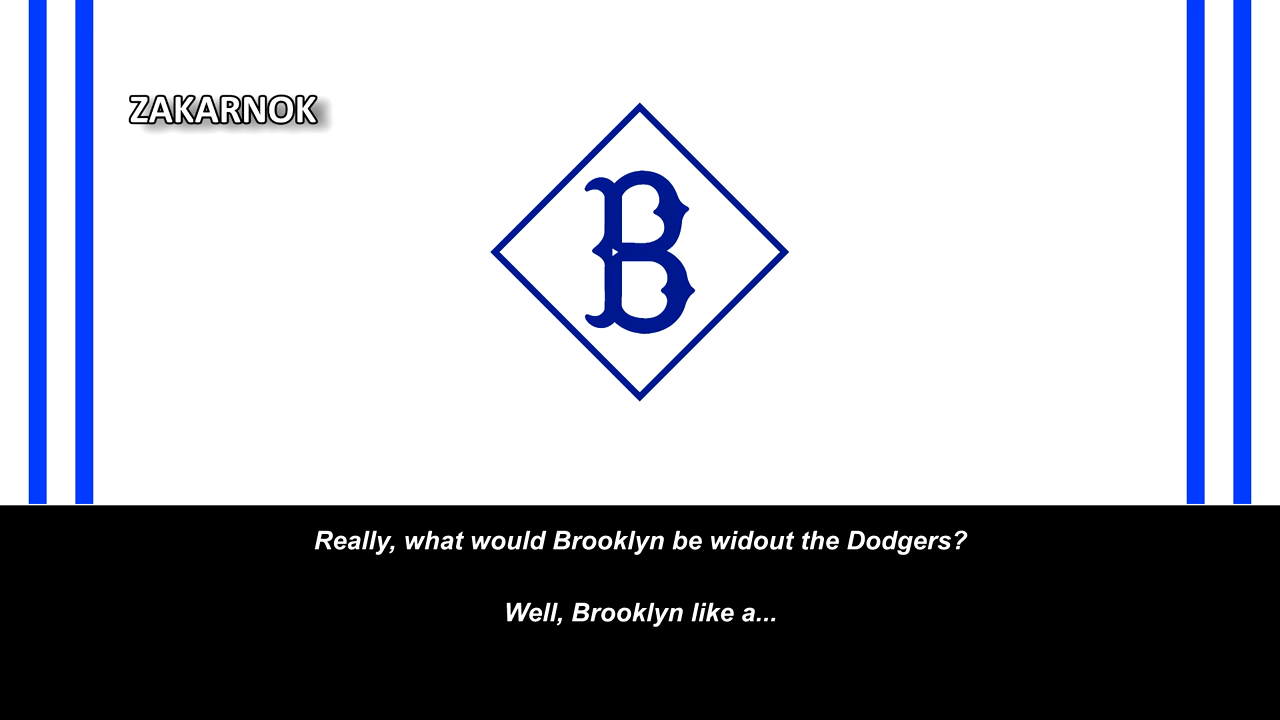 ZAKARNOK
B
Really, what would Brooklyn be widout the Dodgers?
Well, Brooklyn like a...